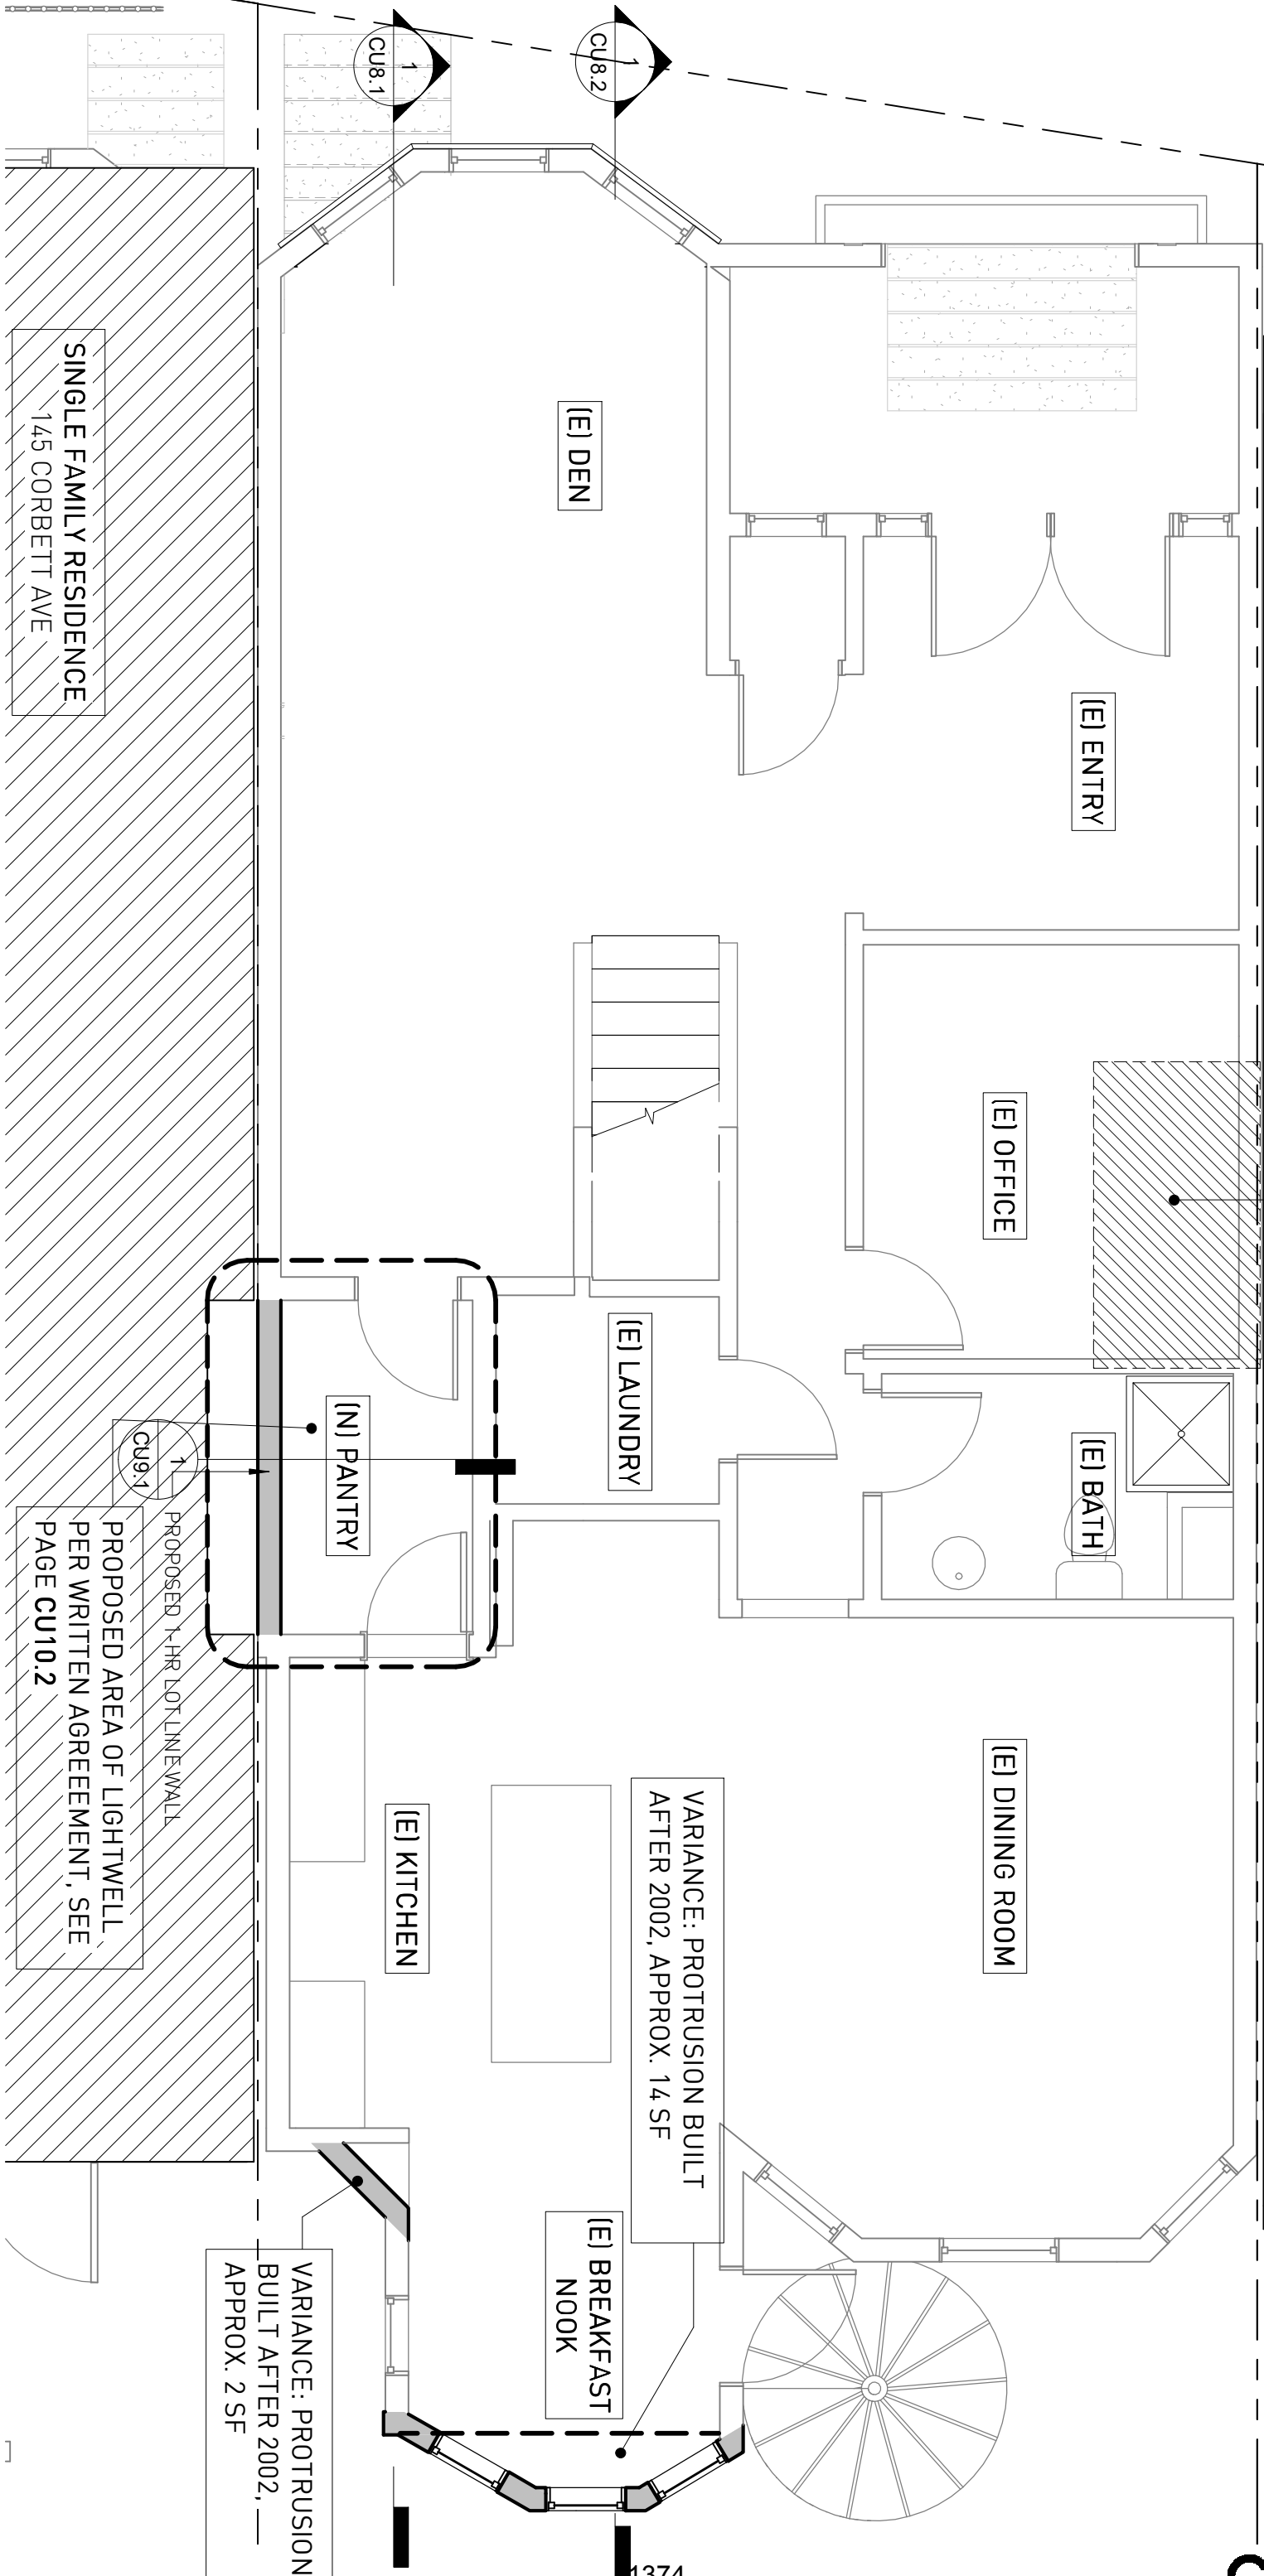 1
CU8.1
1
CU8.2
SINGLE FAMILY RESIDENCE
145 CORBETT AVE
(E) DEN
(E) ENTRY
(E) OFFICE
(E) LAUNDRY
(E) BATH
(N) PANTRY
1
CU9.1
PROPOSED 1-HR LOT LINE WALL
PROPOSED AREA OF LIGHTWELL
PER WRITTEN AGREEEMENT, SEE
PAGE CU10.2
(E) KITCHEN
(E) DINING ROOM
VARIANCE: PROTRUSION BUILT
AFTER 2002, APPROX. 14 SF
(E) BREAKFAST
NOOK
VARIANCE: PROTRUSION
BUILT AFTER 2002,
APPROX. 2 SF
1374